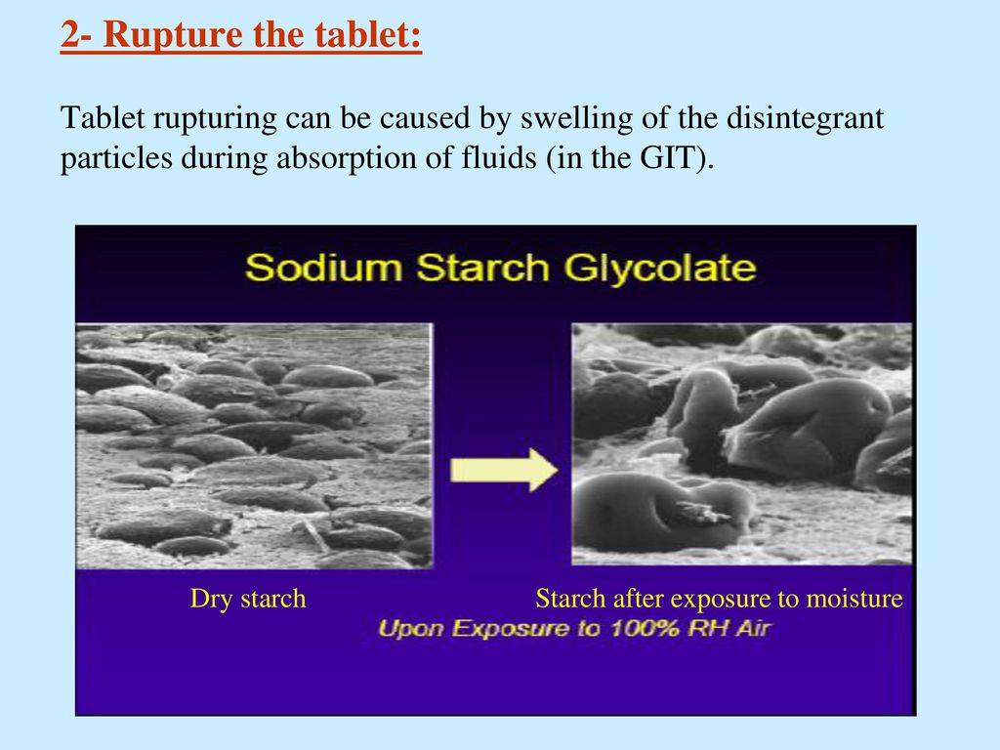 2- Rupture the tablet:
Tablet rupturing can be caused by swelling of the disintegrant
particles during absorption of fluids (in the GIT).
Sodium Starch Glycolate
Dry starch
Starch after exposure to moisture
Upon Exposure to 100% RH Air